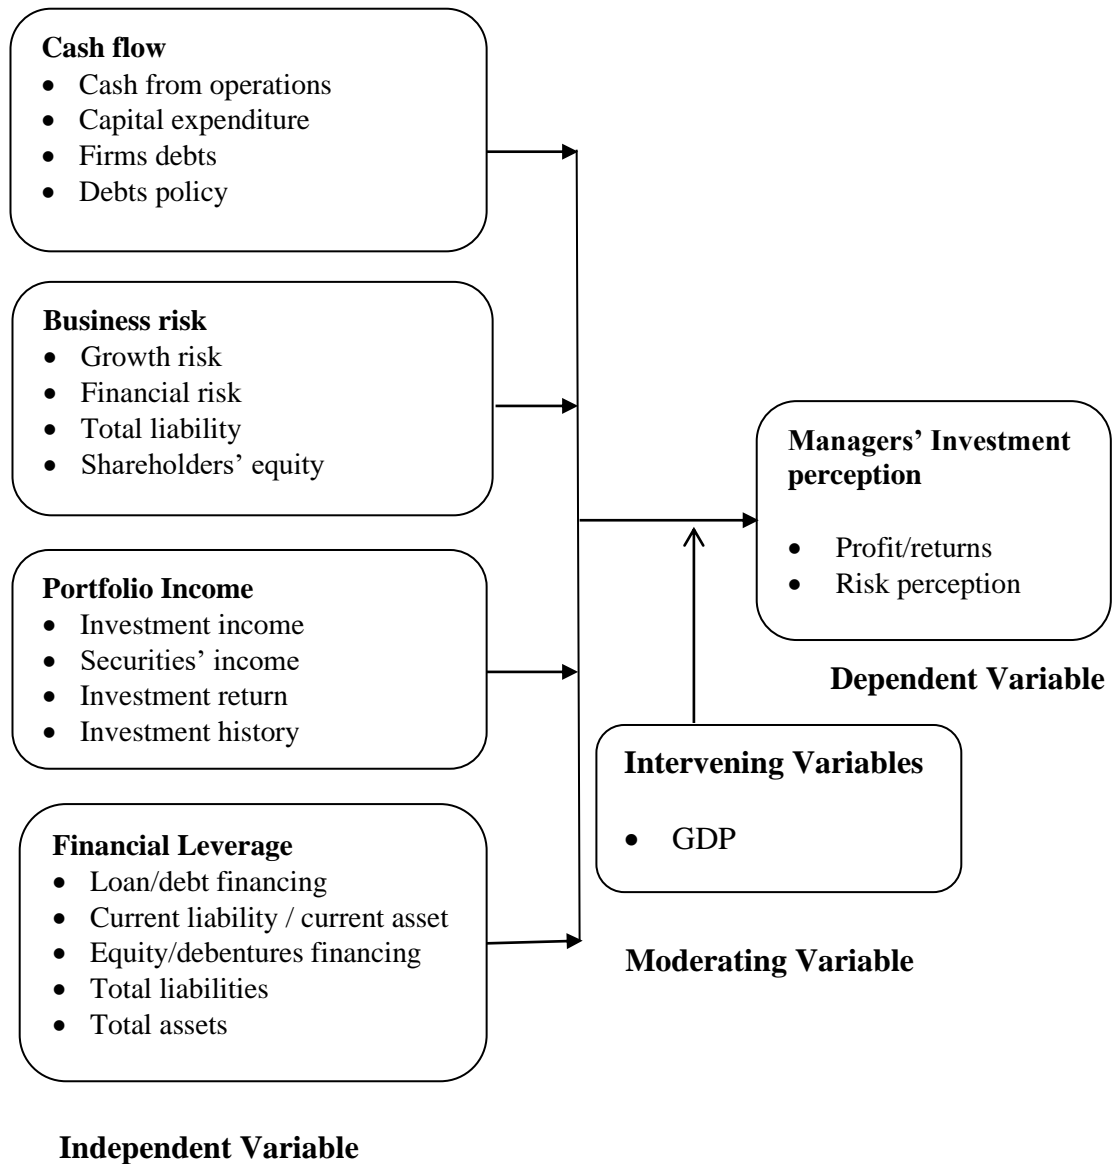 Cash flow
• Cash from operations
• Capital expenditure
• Firms debts
• Debts policy
Business risk
• Growth risk
• Financial risk
• Total liability
• Shareholders’ equity
Portfolio Income
• Investment income
• Securities’ income
• Investment return
• Investment history
Financial Leverage
• Loan/debt financing
• Current liability / current asset
• Equity/debentures financing
• Total liabilities
• Total assets
Independent Variable
Managers’ Investment
perception
• Profit/returns
• Risk perception
Dependent Variable
Intervening Variables
• GDP
Moderating Variable